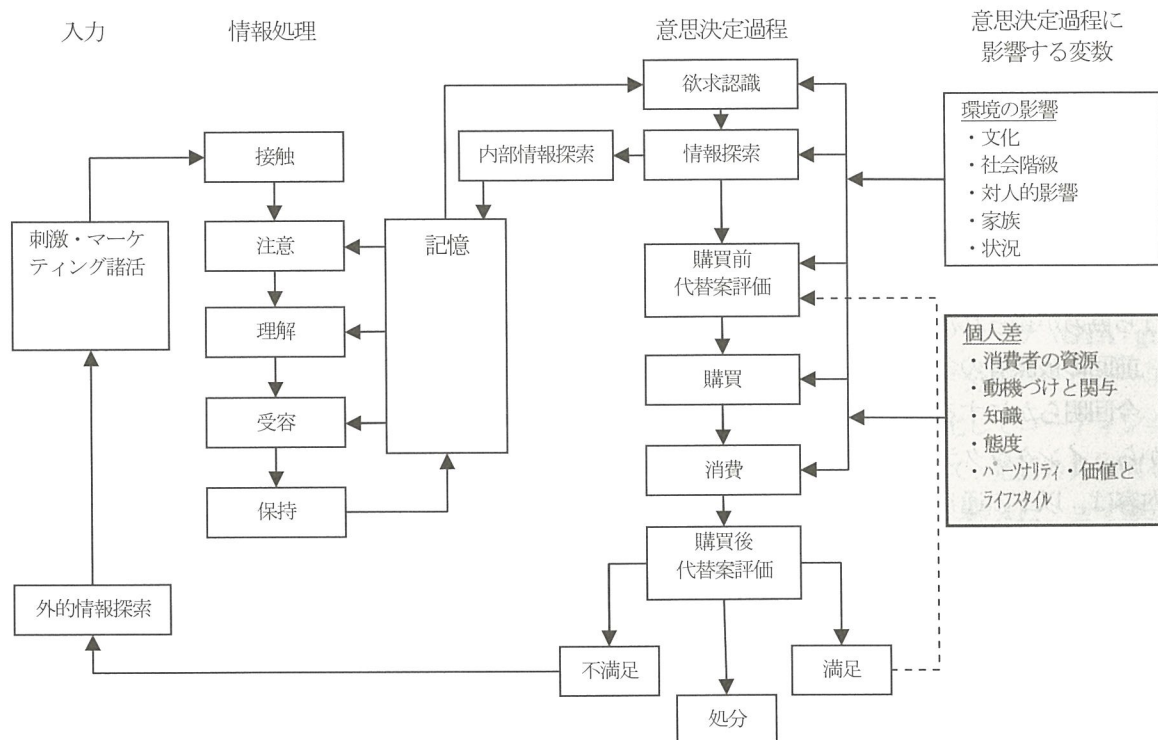 入力
情報処理
意思決定過程
意思決定過程に
影響する変数
接触
注意
理解
受容
保持
刺激・マーケ
ティング諸活
外的情報探索
内部情報探索
記憶
欲求認識
情報探索
購買前
代替案評価
購買
消費
購買後
代替案評価
不満足
満足
処分
環境の影響
・文化
・社会階級
・対人的影響
・家族
・状況
個人差
・消費者の資源
・動機づけと関与
・知識
・態度
・パーソナリティ・価値と
ライフスタイル